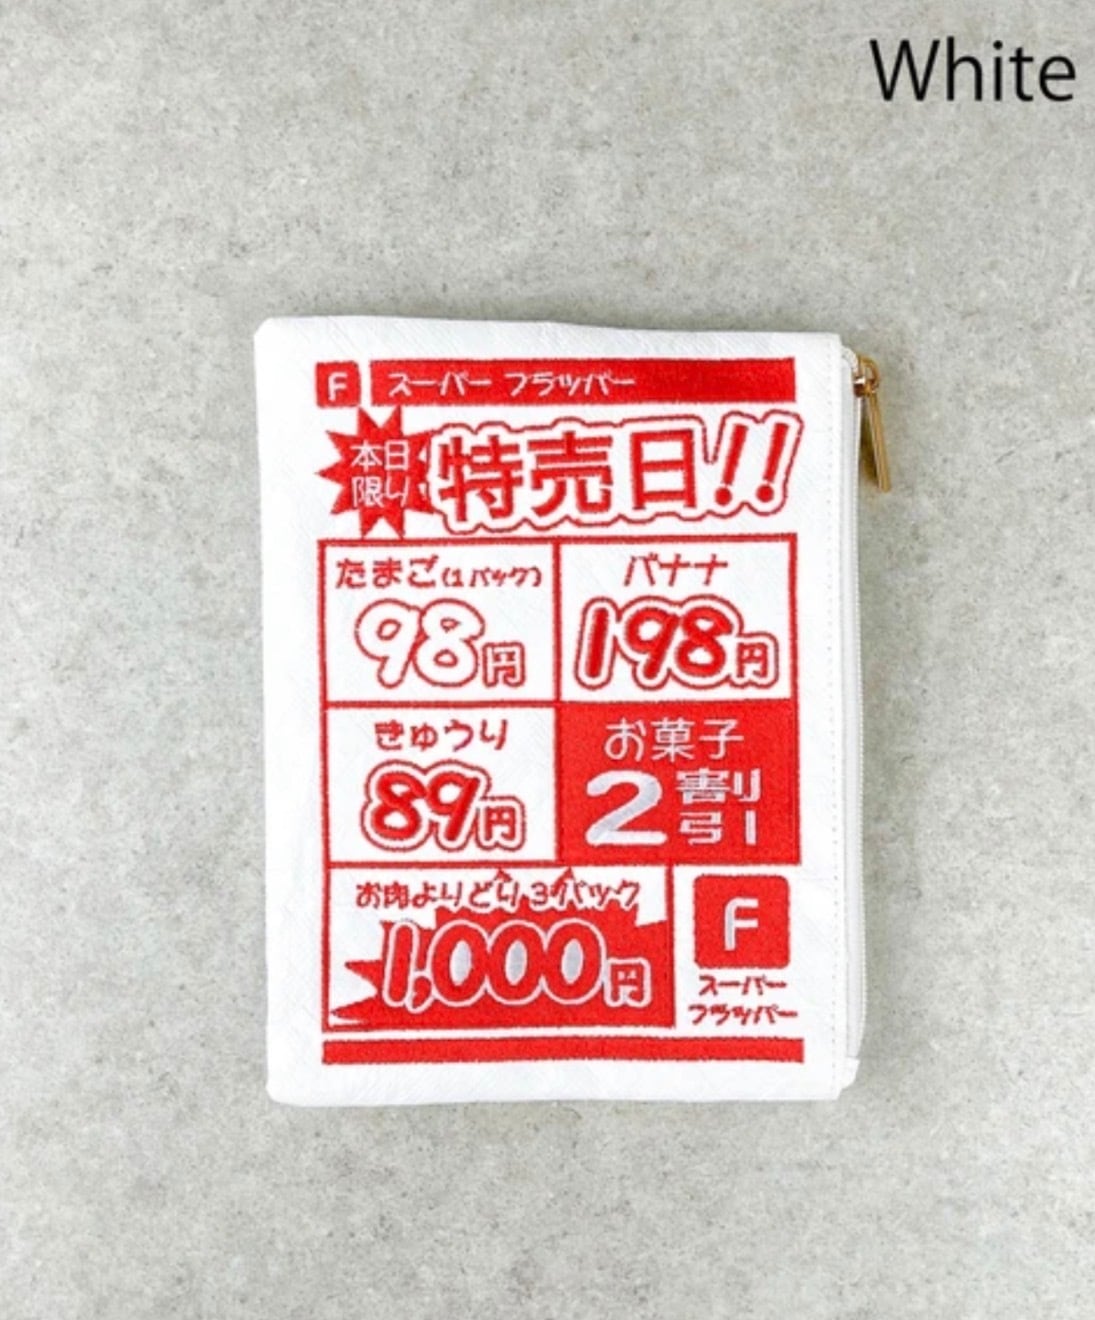 White
F スーパー フラッパー
本日
限り
特売日!!
たまご(1パック)
98円
バナナ
198円
きゅうり
89円
お菓子
2割引
お肉よりどり3パック
1,000円
F
スーパー
フラッパー